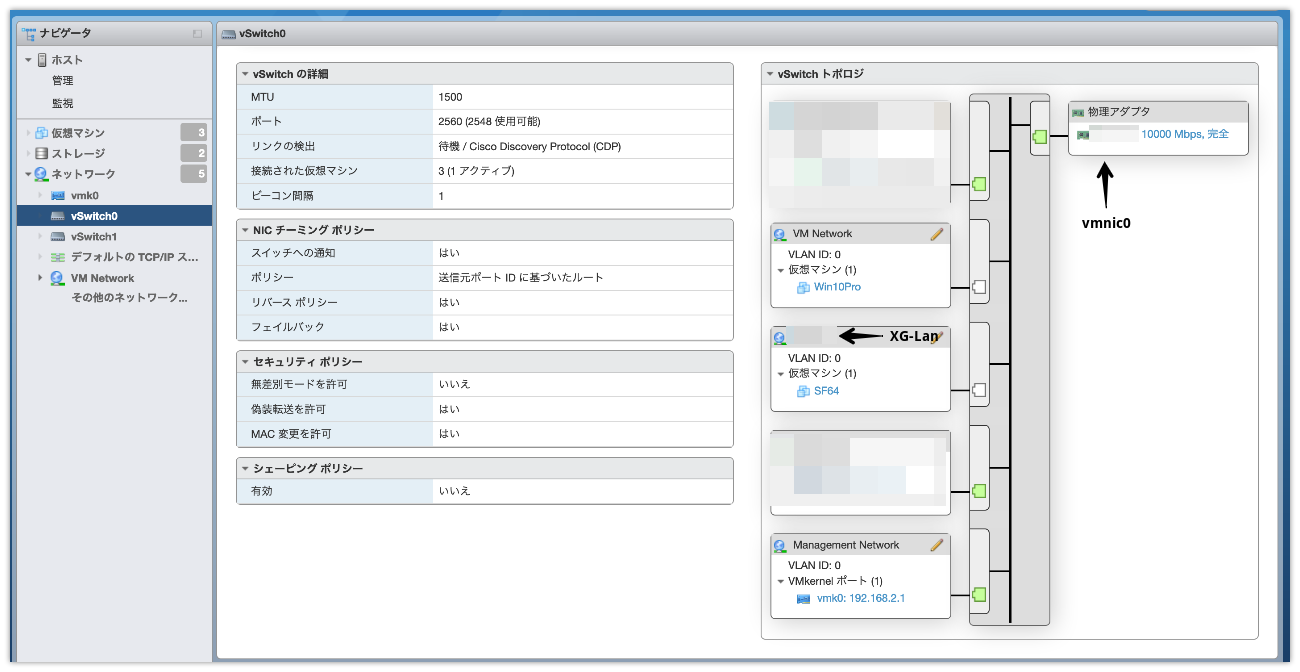 ナビゲータ
ホスト
管理
監視
仮想マシン 3
ストレージ 2
ネットワーク 5
vmk0
vSwitch0
vSwitch1
デフォルトの TCP/IP ス...
VM Network
その他のネットワーク...
vSwitch0
vSwitch の詳細
MTU 1500
ポート 2560 (2548 使用可能)
リンクの検出 待機 / Cisco Discovery Protocol (CDP)
接続された仮想マシン 3 (1 アクティブ)
ビーコン間隔 1
NIC チーミング ポリシー
スイッチへの通知 はい
ポリシー 送信元ポート ID に基づいたルート
リバース ポリシー はい
フェイルバック はい
セキュリティ ポリシー
無差別モードを許可 いいえ
偽装転送を許可 はい
MAC 変更を許可 はい
シェーピング ポリシー
有効 いいえ
vSwitch トポロジ
VM Network
VLAN ID: 0
仮想マシン (1)
Win10Pro
XG-Lan
VLAN ID: 0
仮想マシン (1)
SF64
Management Network
VLAN ID: 0
VMkernel ポート (1)
vmk0: 192.168.2.1
物理アダプタ
10000 Mbps, 完全
vmnic0